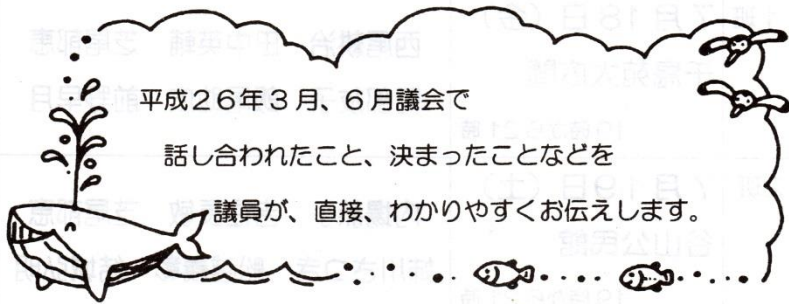 平成26年3月、6月議会で
話し合われたこと、決まったことなどを
議員が、直接、わかりやすくお伝えします。